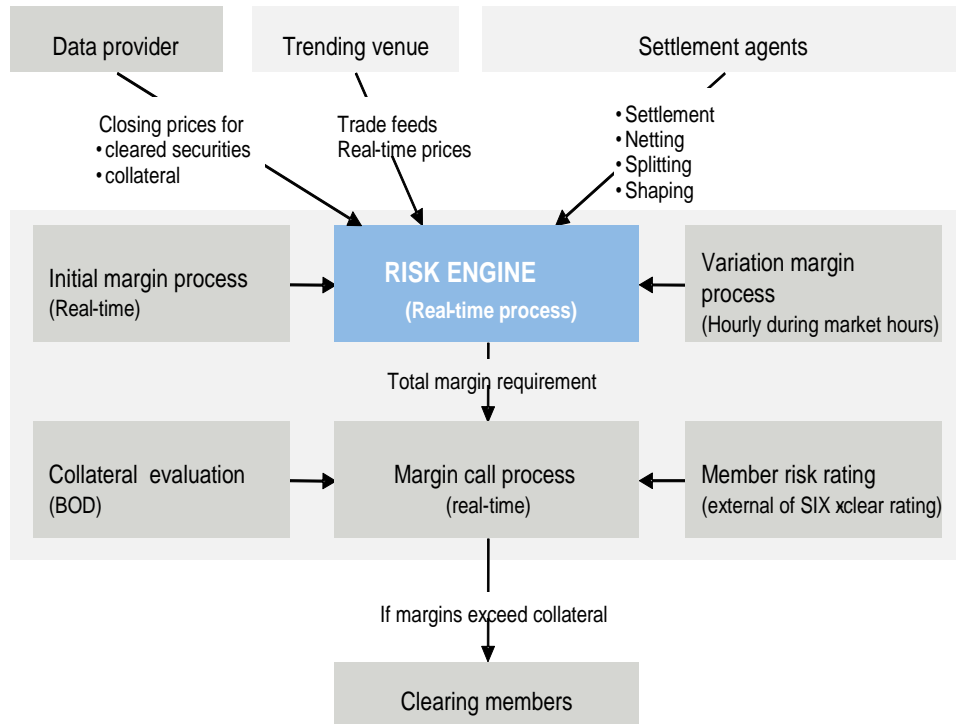 Data provider
Trending venue
Settlement agents
Closing prices for
• cleared securities
• collateral
Trade feeds
Real-time prices
• Settlement
• Netting
• Splitting
• Shaping
Initial margin process
(Real-time)
RISK ENGINE
(Real-time process)
Variation margin
process
(Hourly during market hours)
Total margin requirement
Collateral evaluation
(BOD)
Margin call process
(real-time)
Member risk rating
(external of SIX xclear rating)
If margins exceed collateral
Clearing members